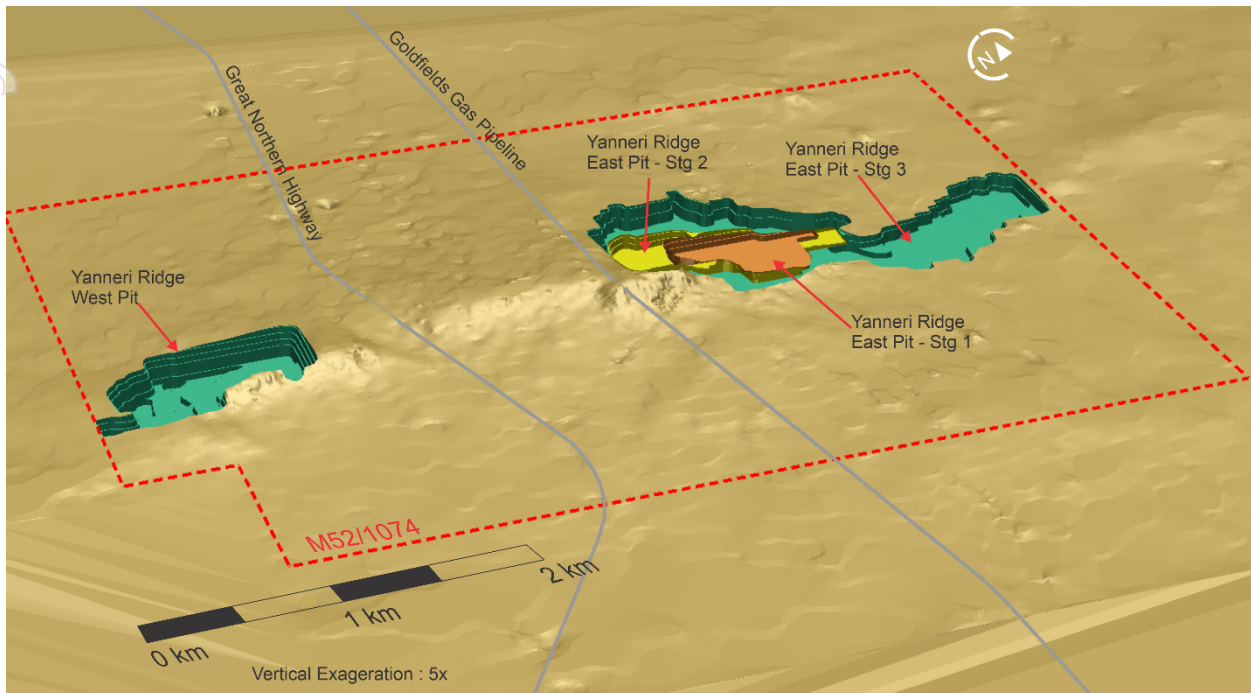 Great Northern Highway
Goldfields Gas Pipeline
N
Yanneri Ridge
East Pit - Stg 2
Yanneri Ridge
East Pit - Stg 3
Yanneri Ridge
West Pit
Yanneri Ridge
East Pit - Stg 1
M52/1074
0 km
1 km
2 km
Vertical Exageration : 5x